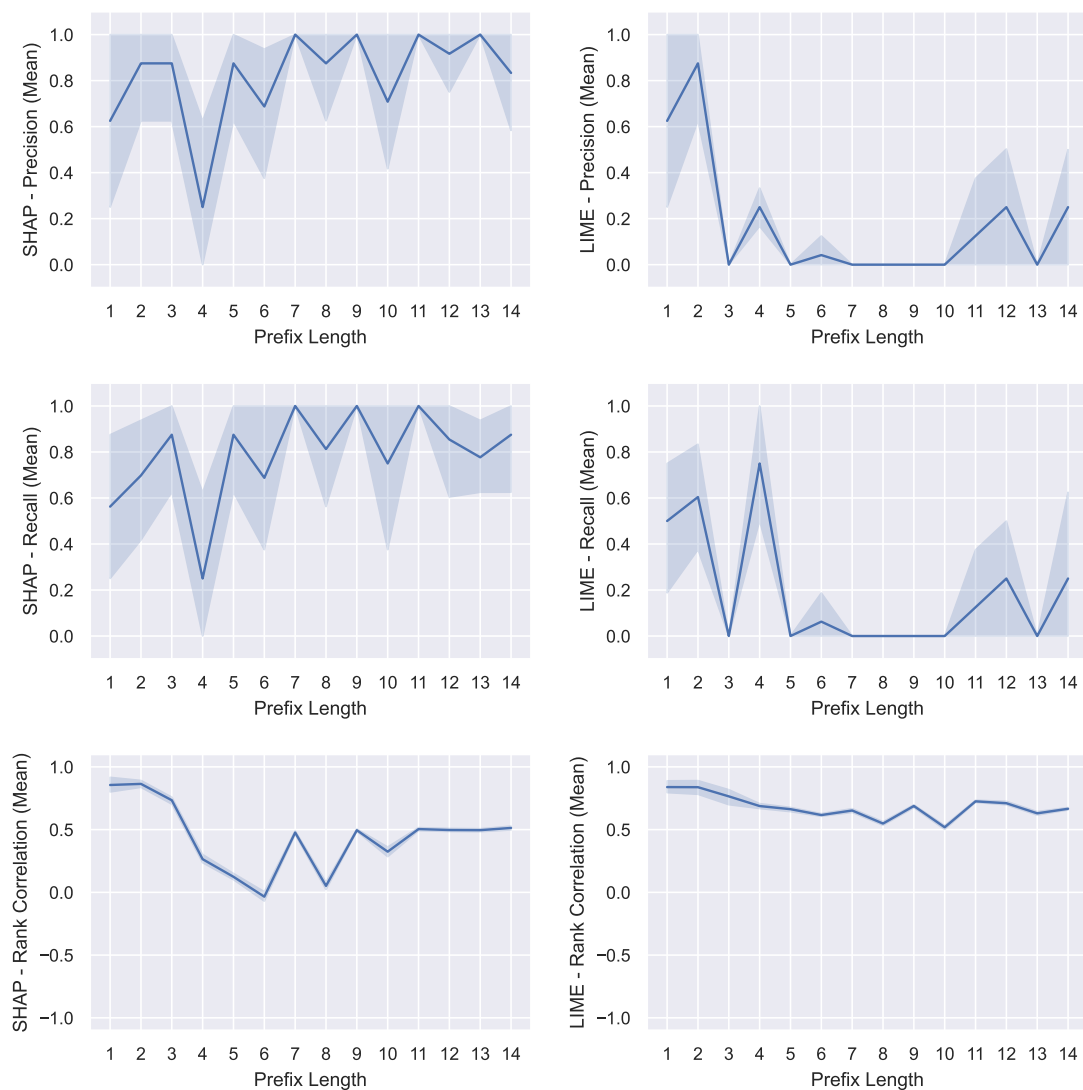 SHAP - Precision (Mean)
1.0
0.8
0.6
0.4
0.2
0.0
1 2 3 4 5 6 7 8 9 10 11 12 13 14
Prefix Length
LIME - Precision (Mean)
1.0
0.8
0.6
0.4
0.2
0.0
1 2 3 4 5 6 7 8 9 10 11 12 13 14
Prefix Length
SHAP - Recall (Mean)
1.0
0.8
0.6
0.4
0.2
0.0
1 2 3 4 5 6 7 8 9 10 11 12 13 14
Prefix Length
LIME - Recall (Mean)
1.0
0.8
0.6
0.4
0.2
0.0
1 2 3 4 5 6 7 8 9 10 11 12 13 14
Prefix Length
SHAP - Rank Correlation (Mean)
1.0
0.5
0.0
−0.5
−1.0
1 2 3 4 5 6 7 8 9 10 11 12 13 14
Prefix Length
LIME - Rank Correlation (Mean)
1.0
0.5
0.0
−0.5
−1.0
1 2 3 4 5 6 7 8 9 10 11 12 13 14
Prefix Length